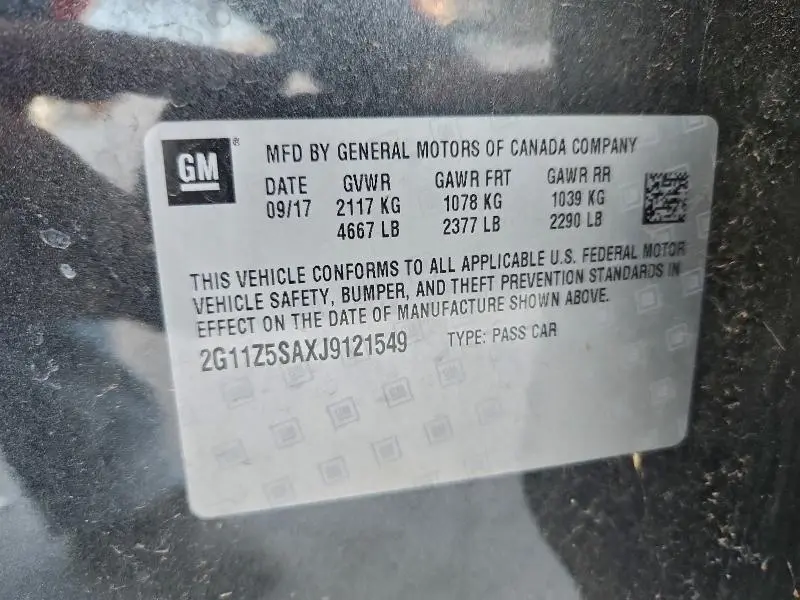 GM
MFD BY GENERAL MOTORS OF CANADA COMPANY
DATE GVWR GAWR FRT GAWR RR
09/17 2117 KG 1078 KG 1039 KG
4667 LB 2377 LB 2290 LB
THIS VEHICLE CONFORMS TO ALL APPLICABLE U.S. FEDERAL MOTOR
VEHICLE SAFETY, BUMPER, AND THEFT PREVENTION STANDARDS IN
EFFECT ON THE DATE OF MANUFACTURE SHOWN ABOVE.
2G11Z5SAXJ9121549 TYPE: PASS CAR